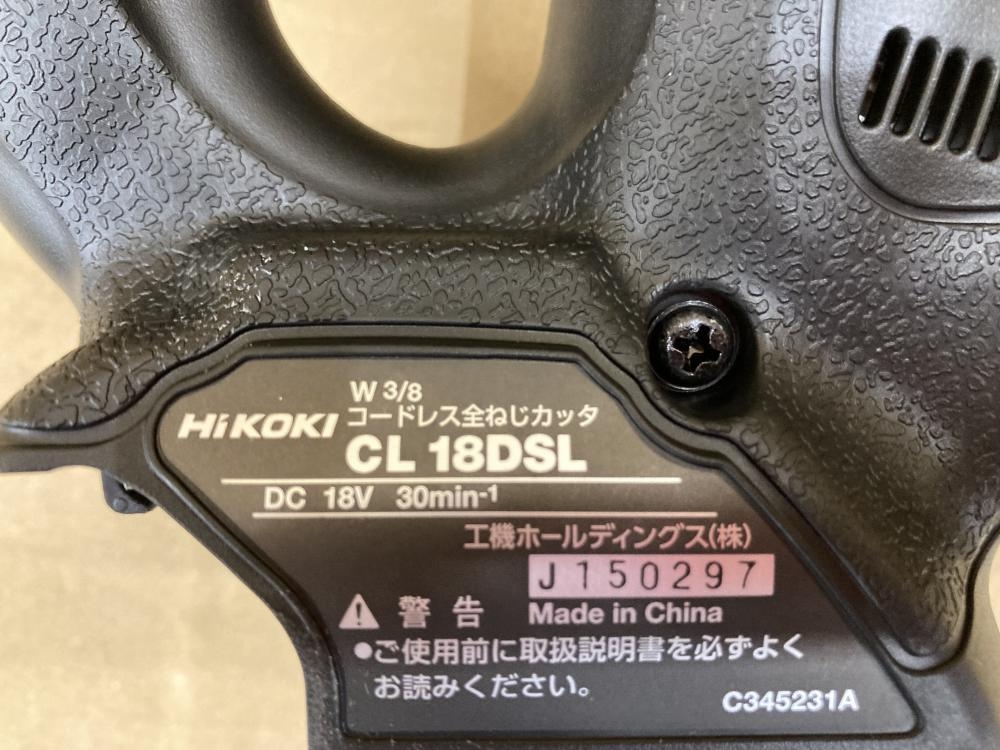 W 3/8
HiKOKI コードレス全ねじカッタ
CL 18DSL
DC 18V 30min-1
工機ホールディングス(株)
J150297
⚠ 警告 Made in China
●ご使用前に取扱説明書を必ずよく
お読みください。
C345231A